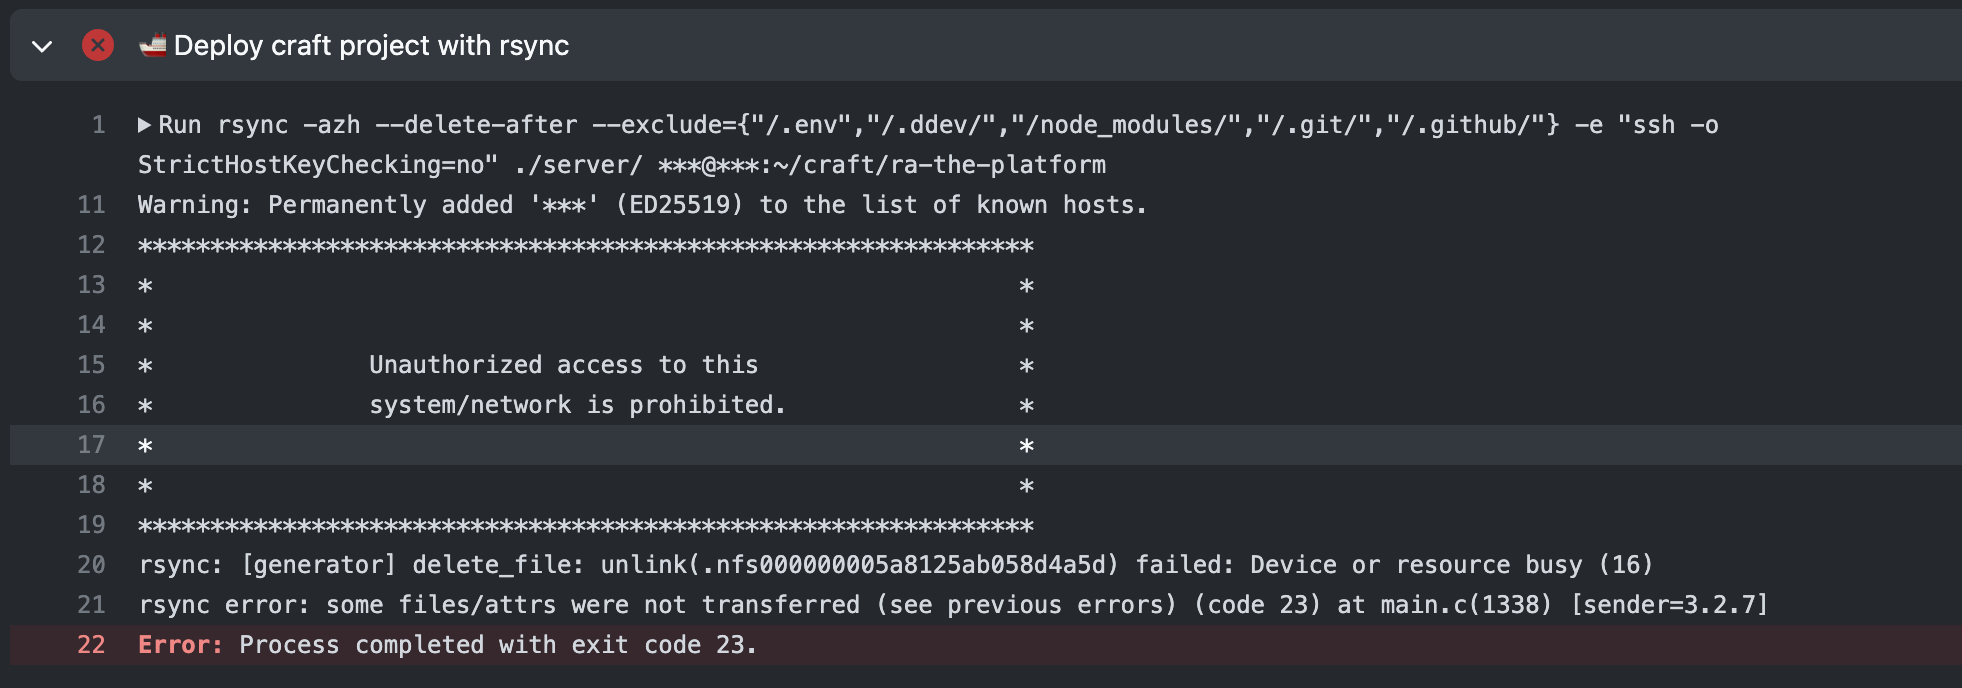 Deploy craft project with rsync
1 Run rsync -azh --delete-after --exclude={"/.env","/.ddev/","/node_modules/","/.git/","/.github/"} -e "ssh -o
StrictHostKeyChecking=no" ./server/ ***@***:~/craft/ra-the-platform
11 Warning: Permanently added '***' (ED25519) to the list of known hosts.
12 **************************************************************
13 * *
14 * *
15 * Unauthorized access to this *
16 * system/network is prohibited. *
17 * *
18 * *
19 **************************************************************
20 rsync: [generator] delete_file: unlink(.nfs000000005a8125ab058d4a5d) failed: Device or resource busy (16)
21 rsync error: some files/attrs were not transferred (see previous errors) (code 23) at main.c(1338) [sender=3.2.7]
22 Error: Process completed with exit code 23.